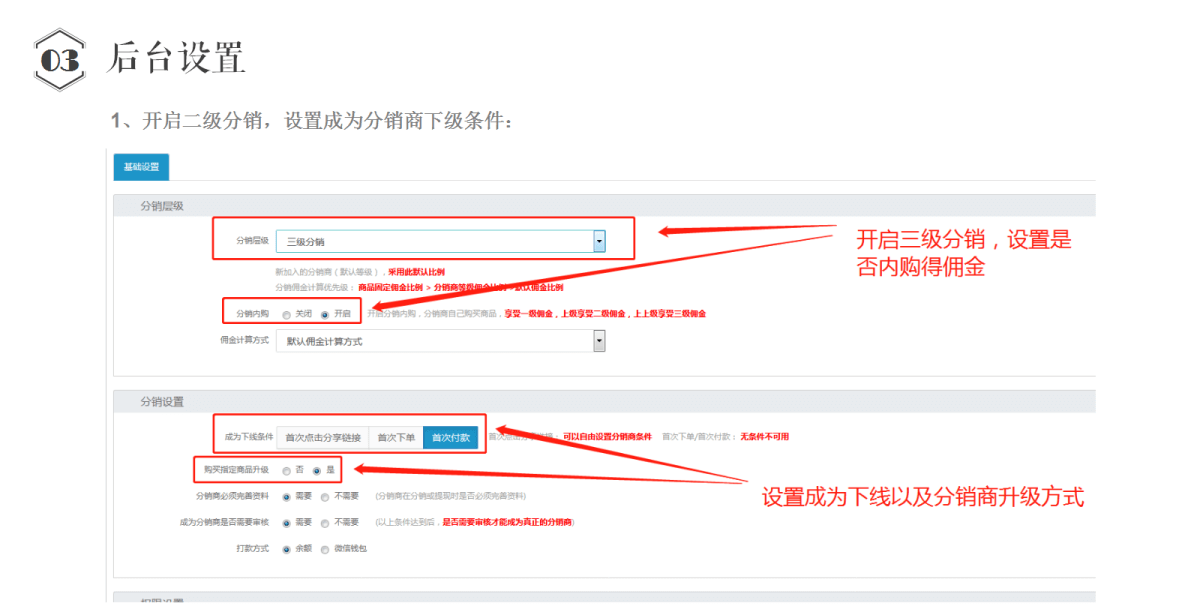 03 后台设置
1、开启二级分销，设置成为分销商下级条件：
基础设置
分销层级
分销层级 三级分销
新加入的分销商（默认等级），采用此默认比例
分销佣金计算优先级：商品固定佣金比例 > 分销商等级佣金比例 > 默认佣金比例
开启三级分销，设置是
否内购得佣金
分销内购 关闭 开启 开启分销内购，分销商自己购买商品，享受一级佣金，上级享受二级佣金，上上级享受三级佣金
佣金计算方式 默认佣金计算方式
分销设置
成为下线条件 首次点击分享链接 首次下单 首次付款 首次点击分享链接：可以自由设置分销商条件 首次下单/首次付款：无条件不可用
购买指定商品升级 否 是
分销商必须完善资料 需要 不需要 (分销商在分销或提现时是否必须完善资料)
设置成为下线以及分销商升级方式
成为分销商是否需要审核 需要 不需要 (以上条件达到后，是否需要审核才能成为真正的分销商)
打款方式 余额 微信钱包